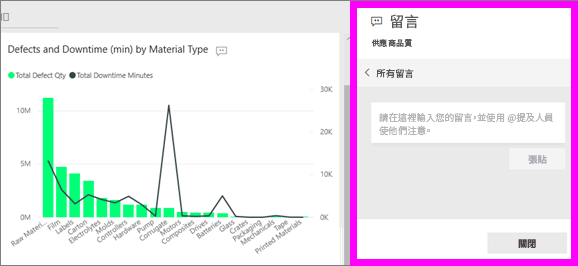 Defects and Downtime (min) by Material Type
Total Defect Qty
Total Downtime Minutes
10M
5M
0M
30K
20K
10K
0K
Raw Materi...
Film
Labels
Carton
Electrolytes
Molds
Controllers
Hardware
Pump
Corrugate
Motors
Composites
Drives
Batteries
Glass
Crates
Packaging
Mechanicals
Tape
Printed Materials
留言
供應商品質
所有留言
請在這裡輸入您的留言,並使用 @提及人員
使他們注意。
張貼
關閉